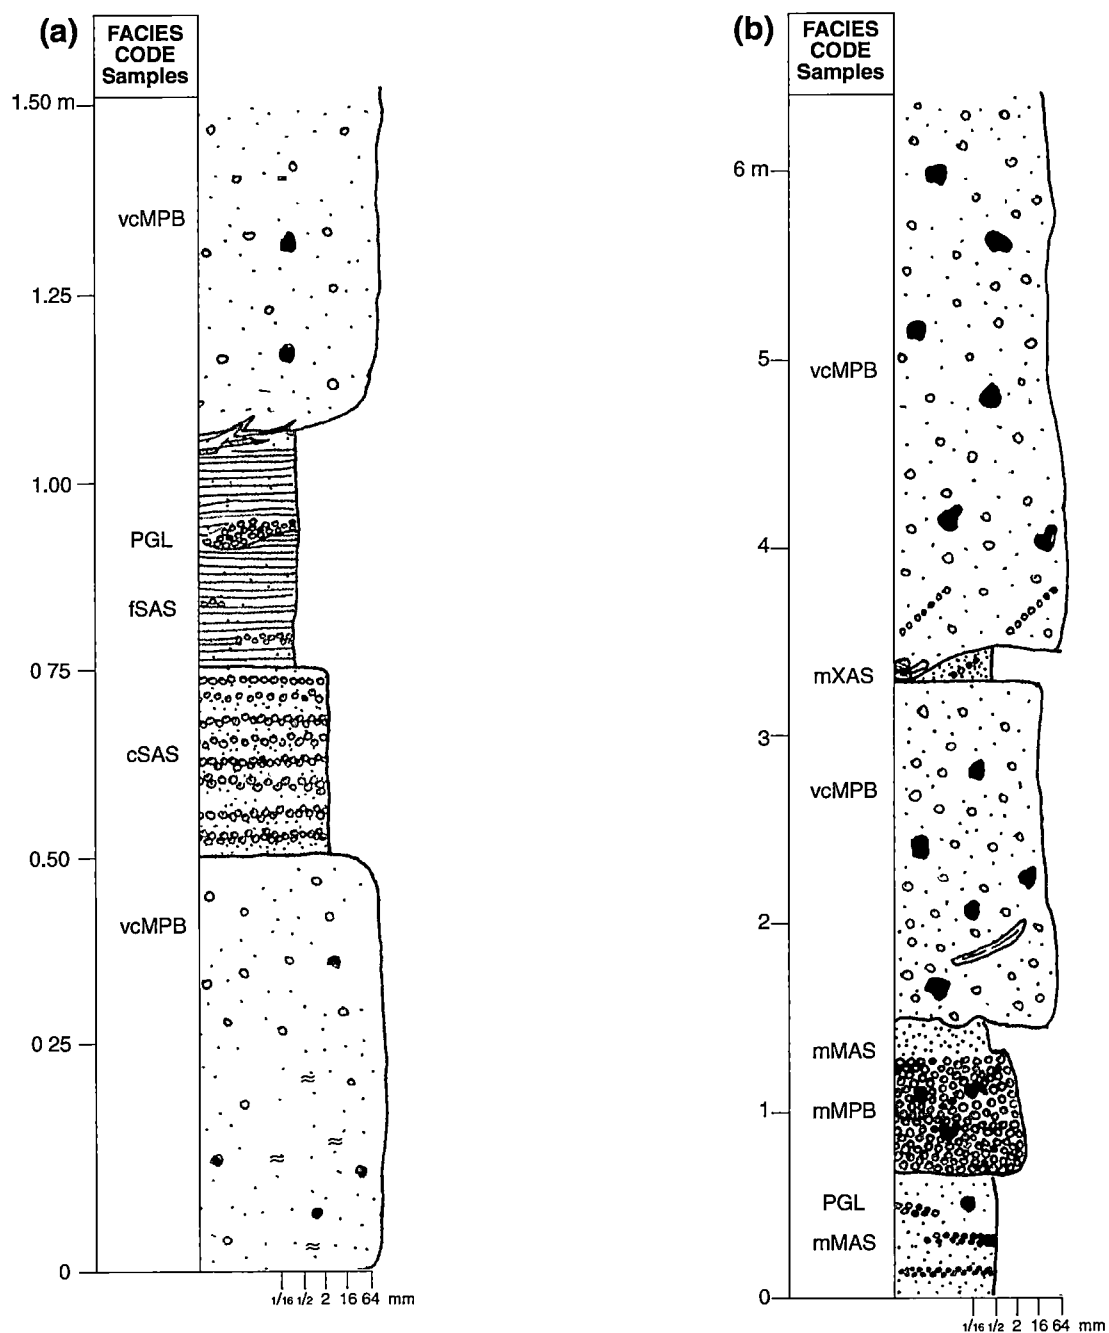 (a)
FACIES
CODE
Samples
1.50 m
vcMPB
1.25
1.00
PGL
fSAS
0.75
cSAS
0.50
vcMPB
0 25
0
1/16 1/2 2 16 64 mm
(b)
FACIES
CODE
Samples
6 m
vcMPB
5
4
mXAS
3
vcMPB
2
mMAS
mMPB
1
PGL
mMAS
0
1/16 1/2 2 16 64 mm